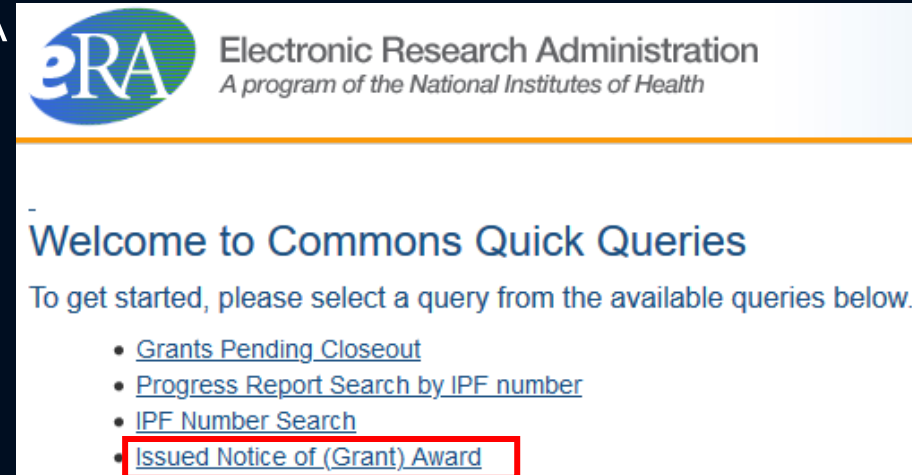 A
eRA
Electronic Research Administration
A program of the National Institutes of Health
Welcome to Commons Quick Queries
To get started, please select a query from the available queries below.
• Grants Pending Closeout
• Progress Report Search by IPF number
• IPF Number Search
• Issued Notice of (Grant) Award